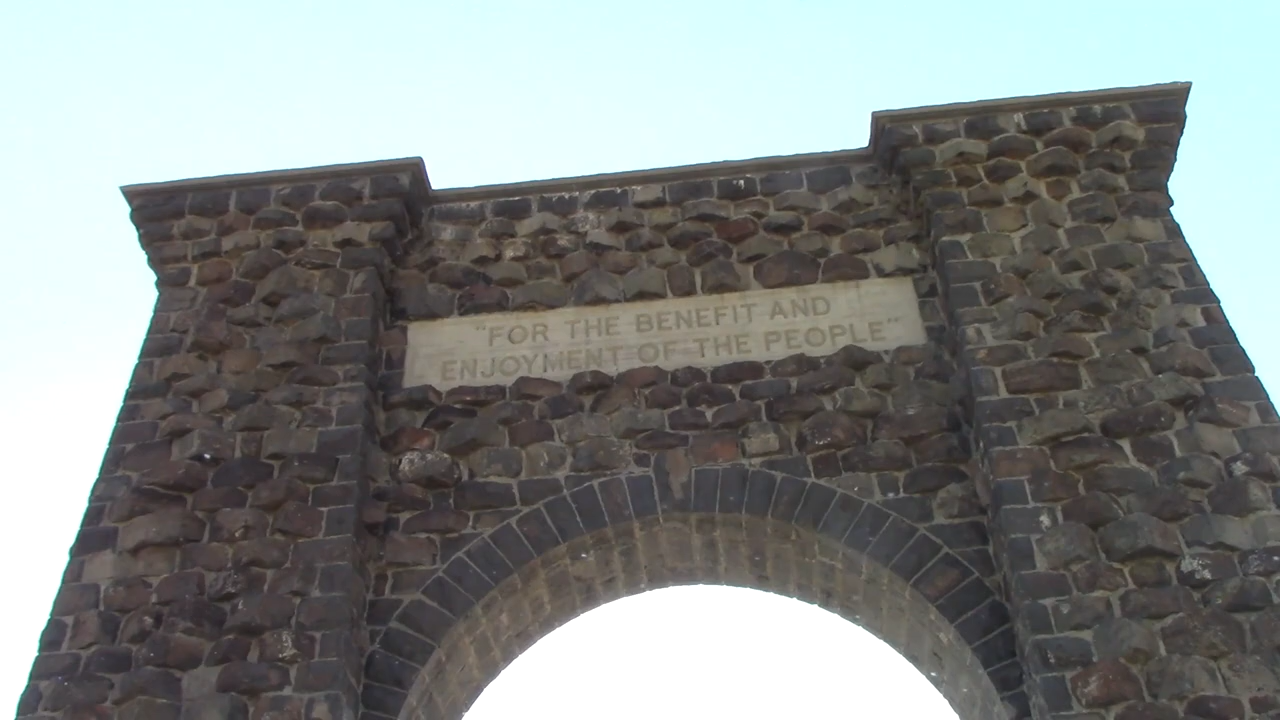 "FOR THE BENEFIT AND
ENJOYMENT OF THE PEOPLE"